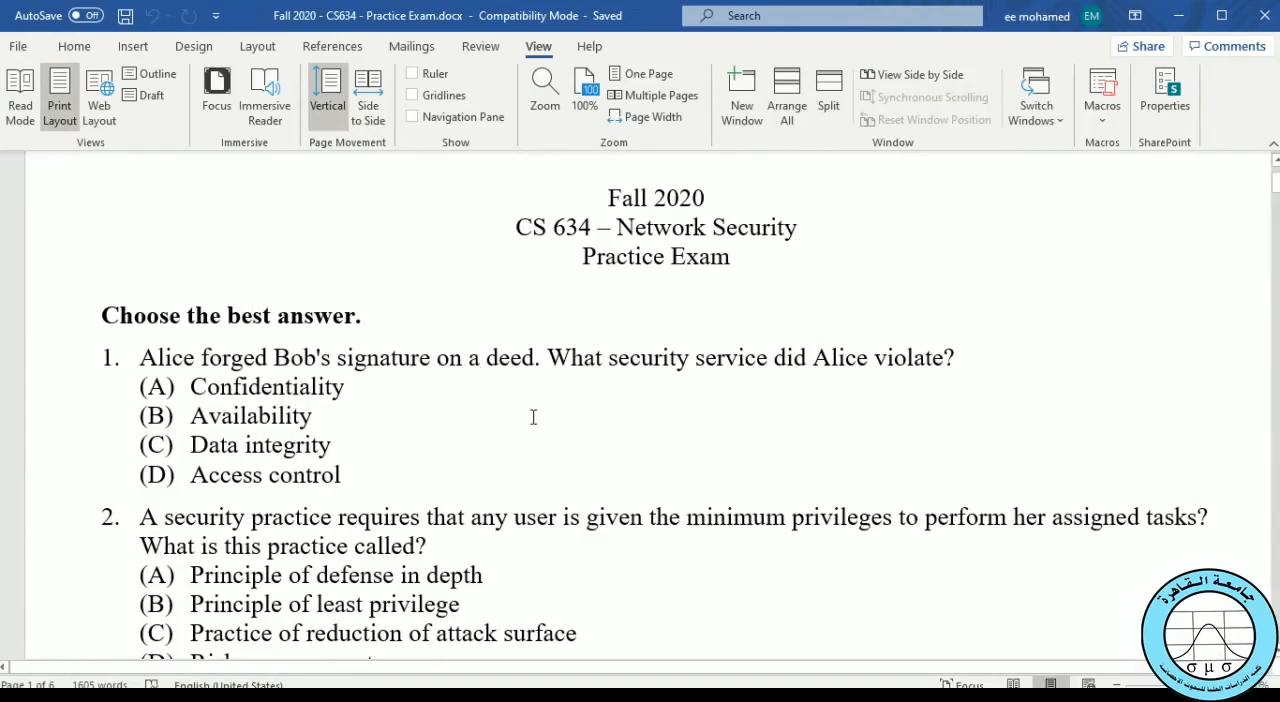 AutoSave Off Fall 2020 - CS634 - Practice Exam.docx - Compatibility Mode - Saved Search ee mohamed EM
File Home Insert Design Layout References Mailings Review View Help Share Comments
Read Mode
Print Layout
Web Layout
Outline
Draft
Views
Focus
Immersive Reader
Immersive
Vertical
Side to Side
Page Movement
Ruler
Gridlines
Navigation Pane
Show
Zoom
100
100%
One Page
Multiple Pages
Page Width
Zoom
New Window
Arrange All
Split
View Side by Side
Synchronous Scrolling
Reset Window Position
Window
Switch Windows
Macros
Macros
Properties
SharePoint
Fall 2020
CS 634 – Network Security
Practice Exam
Choose the best answer.
1. Alice forged Bob's signature on a deed. What security service did Alice violate?
(A) Confidentiality
(B) Availability
(C) Data integrity
(D) Access control
2. A security practice requires that any user is given the minimum privileges to perform her assigned tasks?
What is this practice called?
(A) Principle of defense in depth
(B) Principle of least privilege
(C) Practice of reduction of attack surface
جامعة القاهرة
σ μ σ
Page 1 of 6 1605 words English (United States) Focus